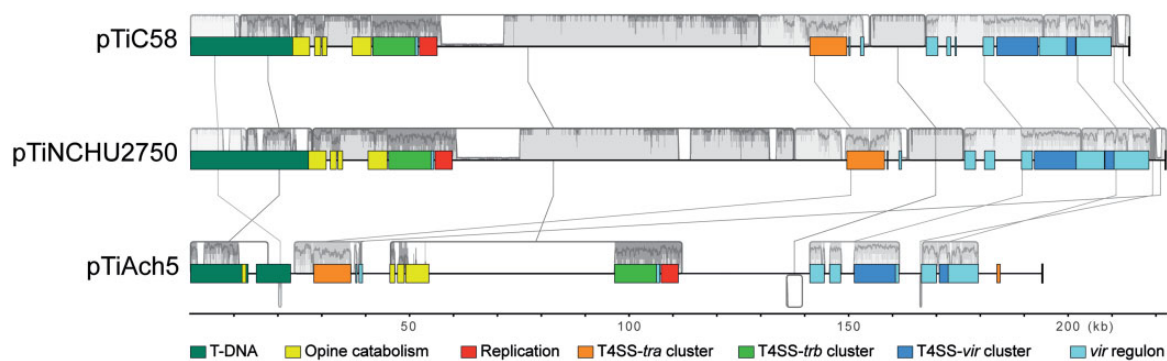 pTiC58
pTiNCHU2750
pTiAch5
50 100 150 200 (kb)
T-DNA Opine catabolism Replication T4SS-tra cluster T4SS-trb cluster T4SS-vir cluster vir regulon